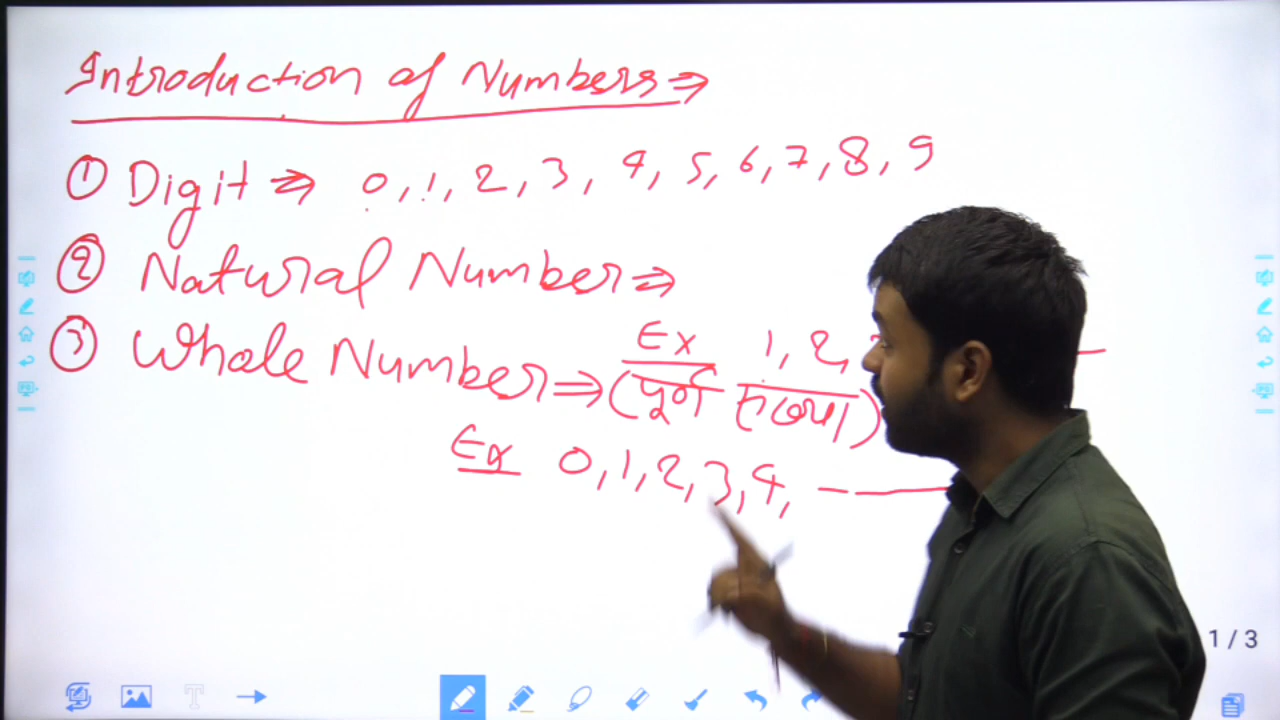 Introduction of Numbers ⇒
① Digit ⇒ 0, 1, 2, 3, 4, 5, 6, 7, 8, 9
② Natural Number ⇒
Ex 1, 2,
③ Whole Number ⇒ (पूर्ण संख्या)
Ex 0, 1, 2, 3, 4, — —
1 / 3